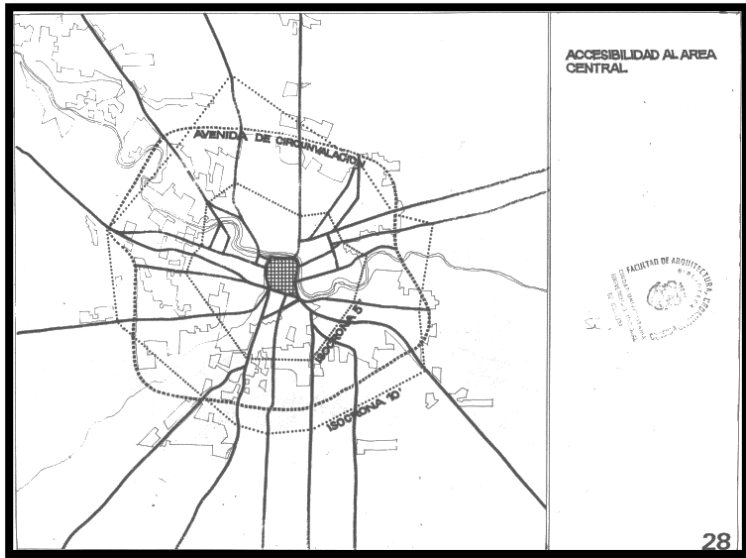 ACCESIBILIDAD AL AREA
CENTRAL
AVENIDA DE CIRCUNVALACION
ISOCRONA 5'
ISOCRONA 10'
FACULTAD DE ARQUITECTURA
28